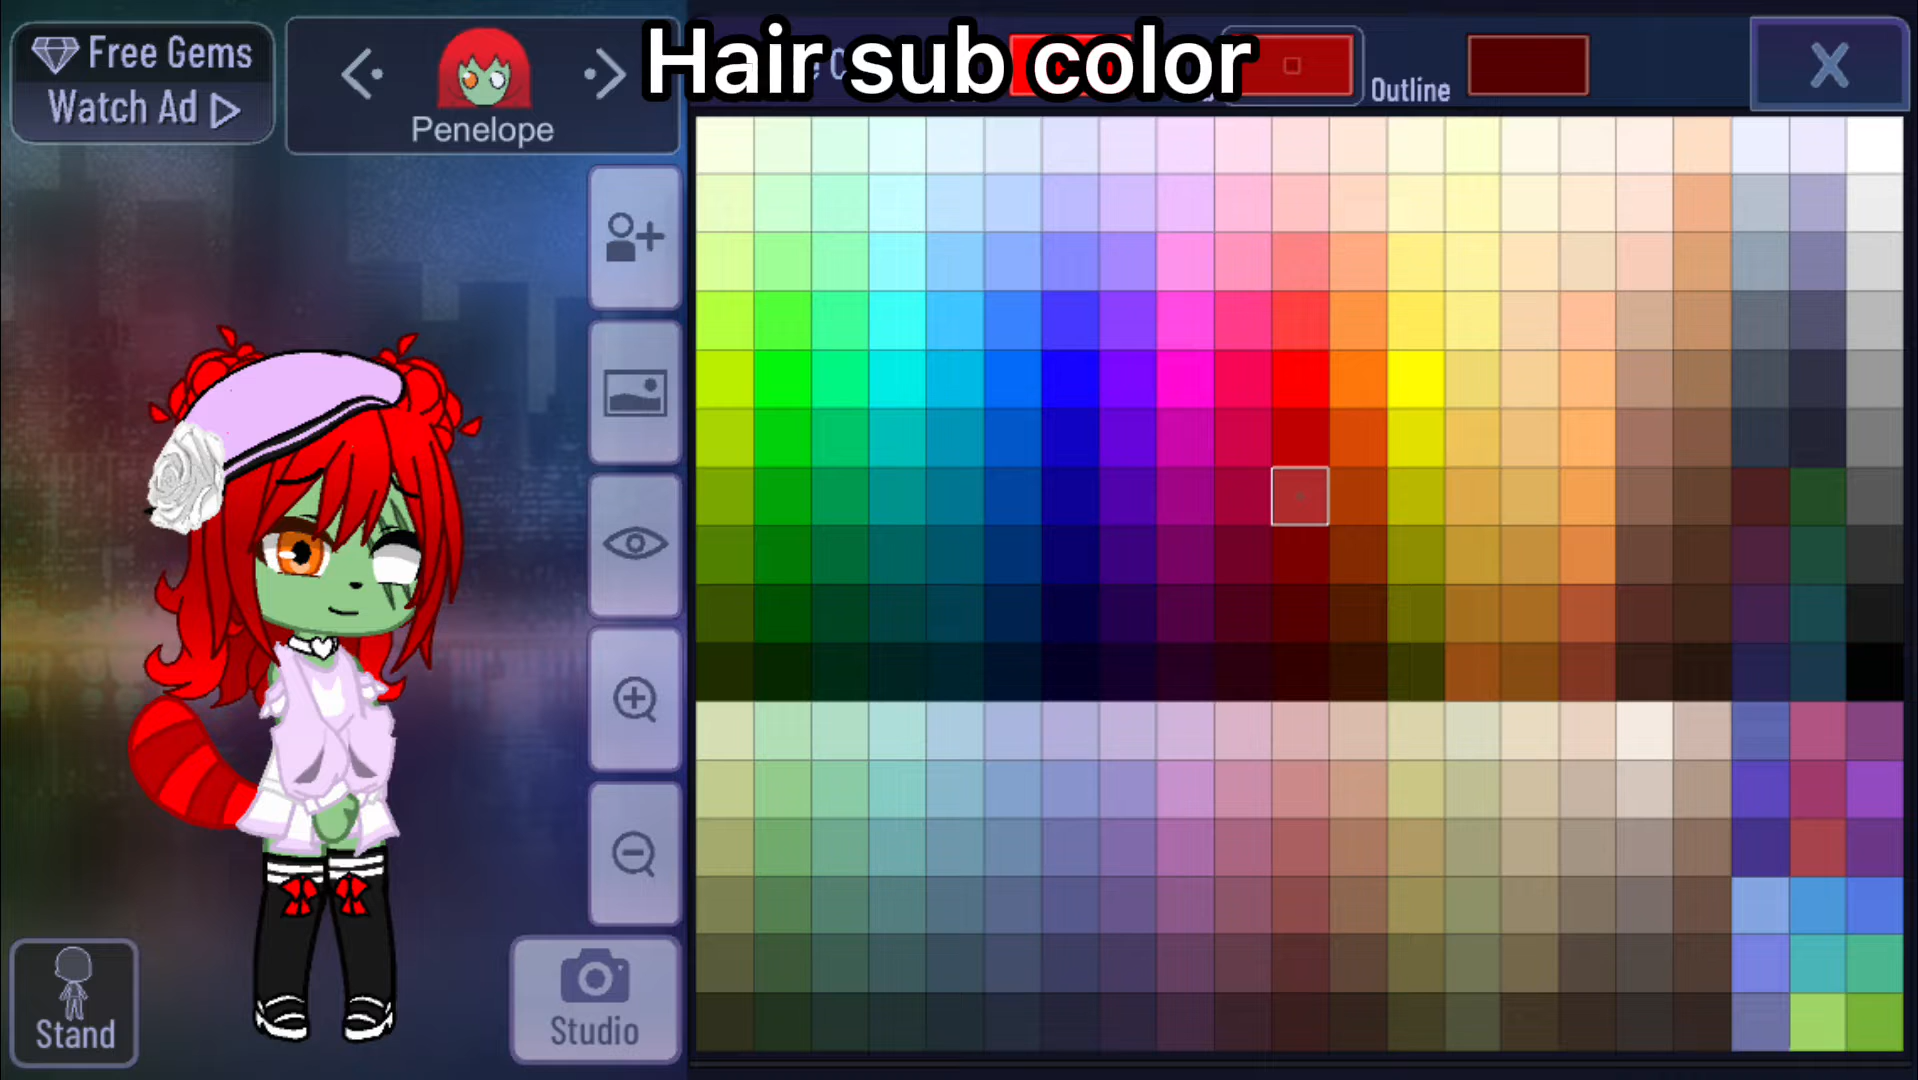 Free Gems
Watch Ad
Penelope
Hair sub color
Outline
X
Studio
Stand